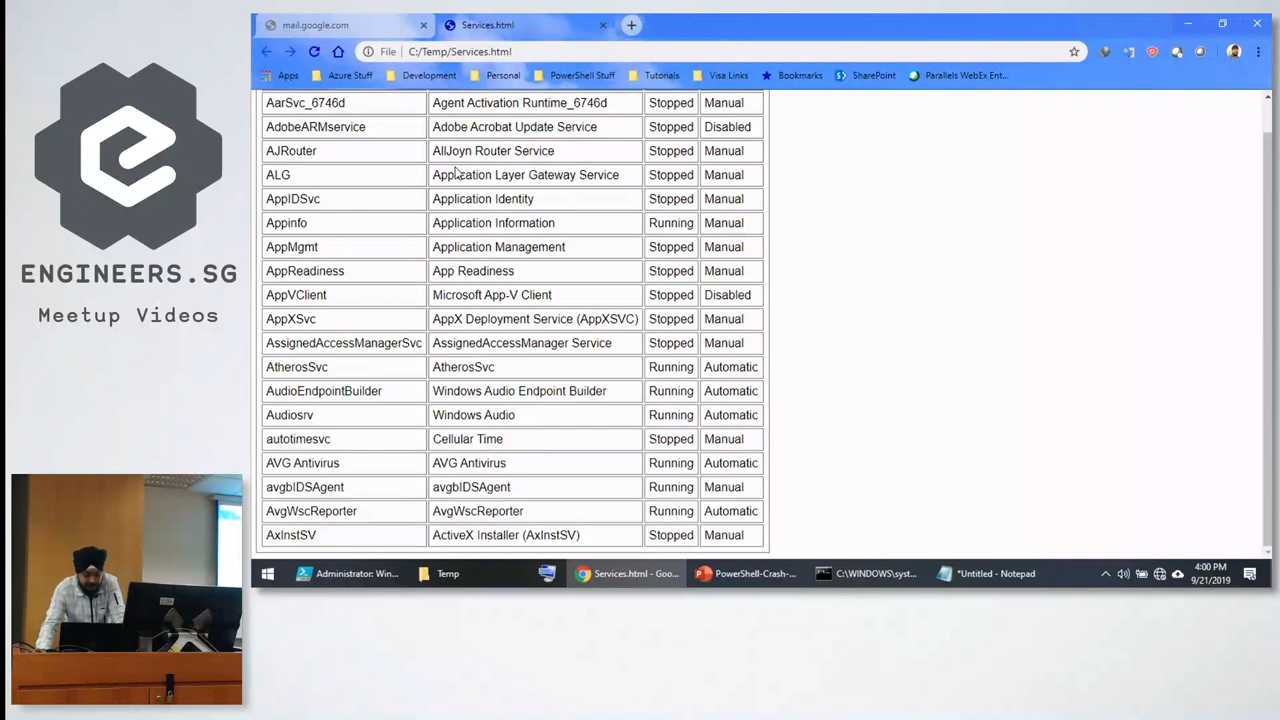 mail.google.com
Services.html
File
C:/Temp/Services.html
Apps
Azure Stuff
Development
Personal
PowerShell Stuff
Tutorials
Visa Links
Bookmarks
SharePoint
Parallels WebEx Ent...
AarSvc_6746d Agent Activation Runtime_6746d Stopped Manual
AdobeARMservice Adobe Acrobat Update Service Stopped Disabled
AJRouter AllJoyn Router Service Stopped Manual
ALG Application Layer Gateway Service Stopped Manual
AppIDSvc Application Identity Stopped Manual
Appinfo Application Information Running Manual
AppMgmt Application Management Stopped Manual
AppReadiness App Readiness Stopped Manual
AppVClient Microsoft App-V Client Stopped Disabled
AppXSvc AppX Deployment Service (AppXSVC) Stopped Manual
AssignedAccessManagerSvc AssignedAccessManager Service Stopped Manual
AtherosSvc AtherosSvc Running Automatic
AudioEndpointBuilder Windows Audio Endpoint Builder Running Automatic
Audiosrv Windows Audio Running Automatic
autotimesvc Cellular Time Stopped Manual
AVG Antivirus AVG Antivirus Running Automatic
avgbIDSAgent avgbIDSAgent Running Manual
AvgWscReporter AvgWscReporter Running Automatic
AxInstSV ActiveX Installer (AxInstSV) Stopped Manual
Administrator: Win...
Temp
Services.html - Goo...
PowerShell-Crash-...
C:\WINDOWS\syst...
*Untitled - Notepad
4:00 PM
9/21/2019
ENGINEERS.SG
Meetup Videos